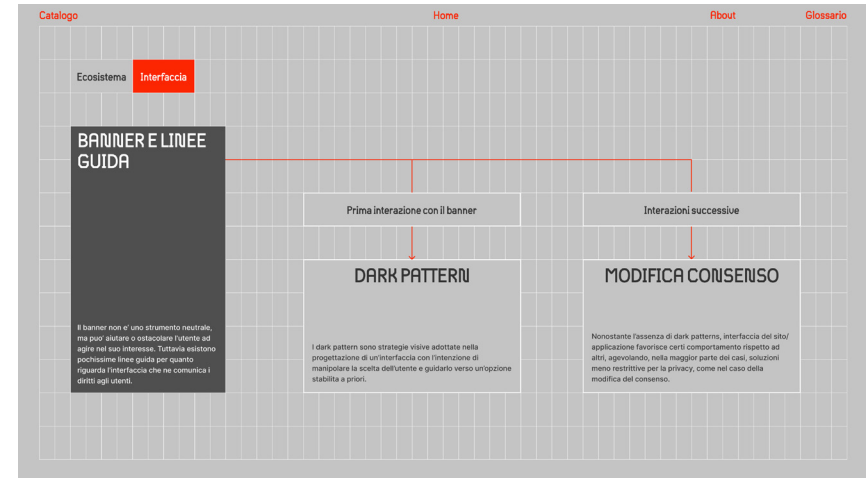 Catalogo
Home
About
Glossario
Ecosistema
Interfaccia
BANNER E LINEE
GUIDA
Il banner non e' uno strumento neutrale,
ma puo' aiutare o ostacolare l'utente ad
agire nel suo interesse. Tuttavia esistono
pochissime linee guida per quanto
riguarda l'interfaccia che ne comunica i
diritti agli utenti.
Prima interazione con il banner
DARK PATTERN
I dark pattern sono strategie visive adottate nella
progettazione di un'interfaccia con l'intenzione di
manipolare la scelta dell'utente e guidarlo verso un'opzione
stabilita a priori.
Interazioni successive
MODIFICA CONSENSO
Nonostante l'assenza di dark patterns, interfaccia del sito/
applicazione favorisce certi comportamento rispetto ad
altri, agevolando, nella maggior parte dei casi, soluzioni
meno restrittive per la privacy, come nel caso della
modifica del consenso.